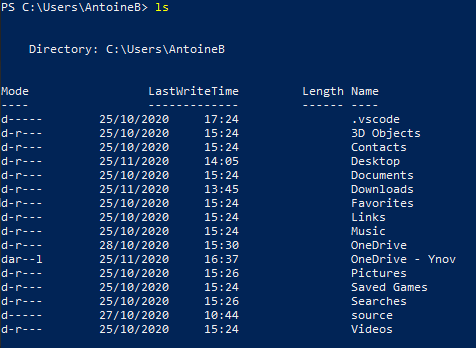 PS C:\Users\AntoineB> ls
Directory: C:\Users\AntoineB
Mode LastWriteTime Length Name
---- ------------- ------ ----
d----- 25/10/2020 17:24 .vscode
d-r--- 25/10/2020 15:24 3D Objects
d-r--- 25/10/2020 15:24 Contacts
d-r--- 25/11/2020 14:05 Desktop
d-r--- 25/10/2020 15:24 Documents
d-r--- 25/11/2020 13:45 Downloads
d-r--- 25/10/2020 15:24 Favorites
d-r--- 25/10/2020 15:24 Links
d-r--- 25/10/2020 15:24 Music
d-r--- 28/10/2020 15:30 OneDrive
dar--l 25/11/2020 16:37 OneDrive - Ynov
d-r--- 25/10/2020 15:26 Pictures
d-r--- 25/10/2020 15:24 Saved Games
d-r--- 25/10/2020 15:26 Searches
d----- 27/10/2020 10:44 source
d-r--- 25/10/2020 15:24 Videos